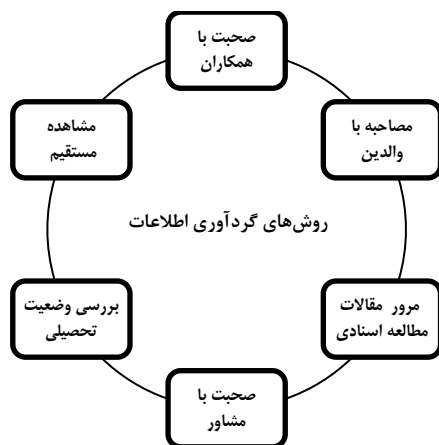 صحبت با
همکاران
مصاحبه با
والدین
مشاهده
مستقیم
روش‌های گردآوری اطلاعات
مرور مقالات
مطالعه اسنادی
بررسی وضعیت
تحصیلی
صحبت با
مشاور